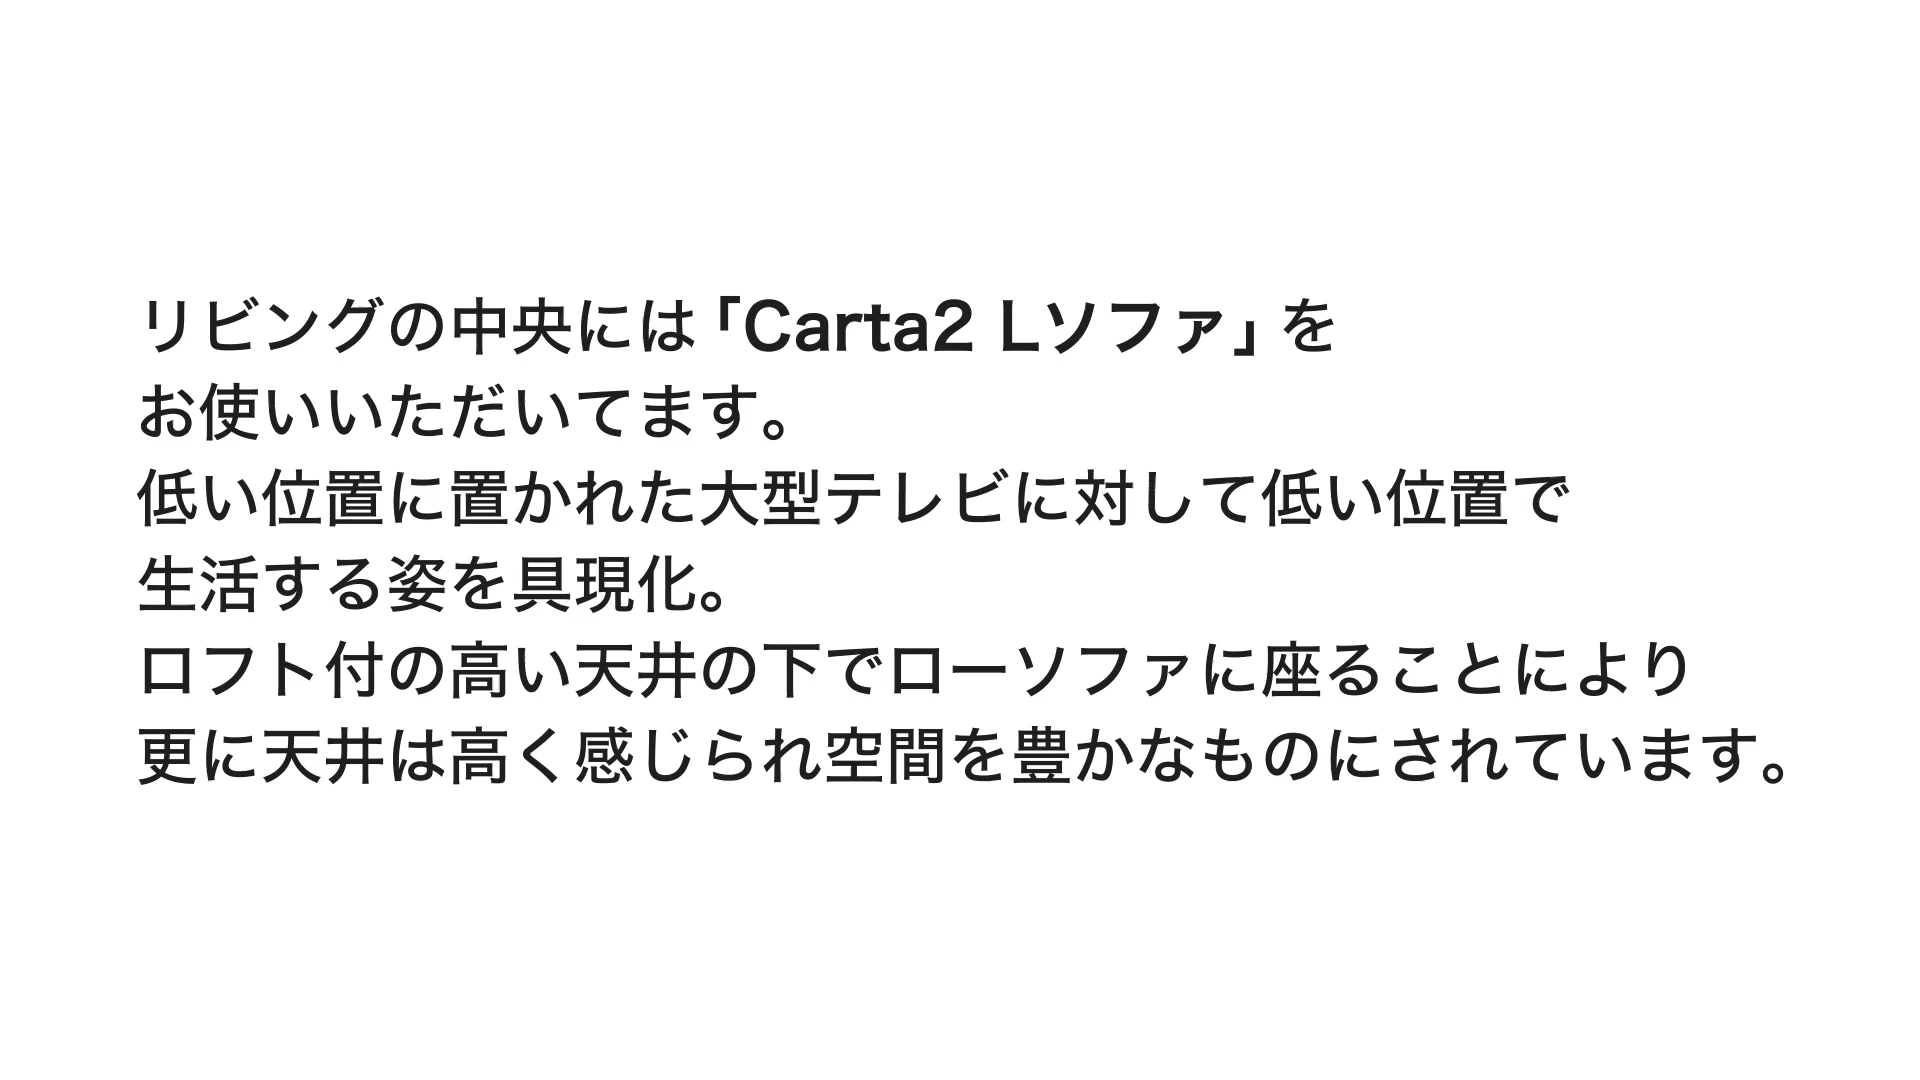 リビングの中央には「Carta2 Lソファ」を
お使いいただいてます。
低い位置に置かれた大型テレビに対して低い位置で
生活する姿を具現化。
ロフト付の高い天井の下でローソファに座ることにより
更に天井は高く感じられ空間を豊かなものにされています。